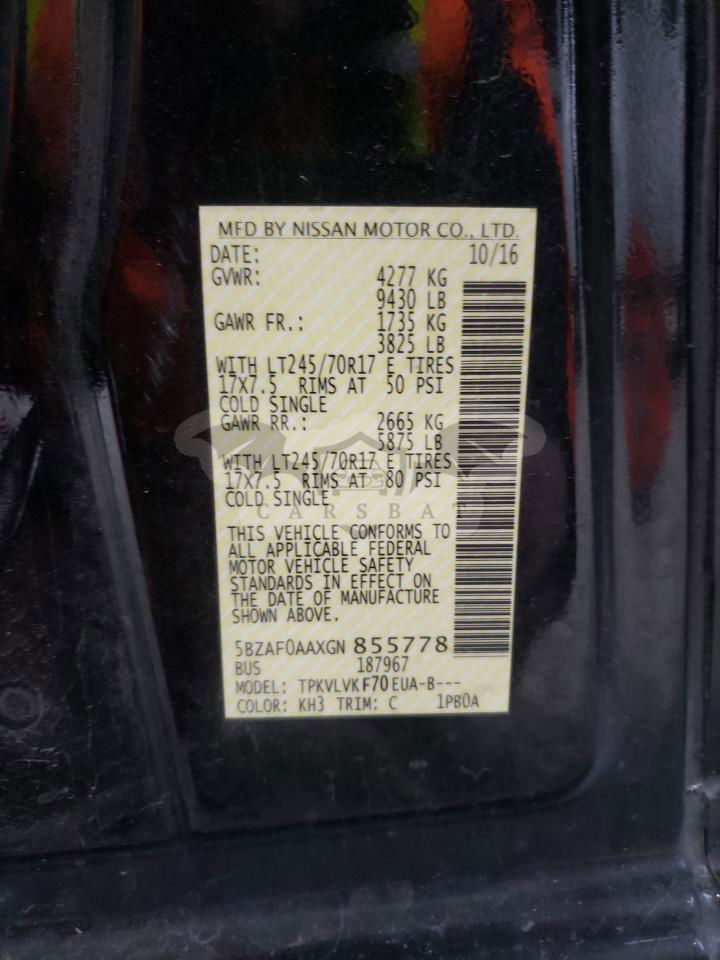 MFD BY NISSAN MOTOR CO., LTD.
DATE: 10/16
GVWR: 4277 KG
9430 LB
GAWR FR.: 1735 KG
3825 LB
WITH LT245/70R17 E TIRES
17X7.5 RIMS AT 50 PSI
COLD SINGLE
GAWR RR.: 2665 KG
5875 LB
WITH LT245/70R17 E TIRES
17X7.5 RIMS AT 80 PSI
COLD SINGLE
CARSBAT
THIS VEHICLE CONFORMS TO
ALL APPLICABLE FEDERAL
MOTOR VEHICLE SAFETY
STANDARDS IN EFFECT ON
THE DATE OF MANUFACTURE
SHOWN ABOVE.
5BZAF0AAXGN 855778
BUS 187967
MODEL: TPKVLVKF70EUA-B---
COLOR: KH3 TRIM: C 1PB0A